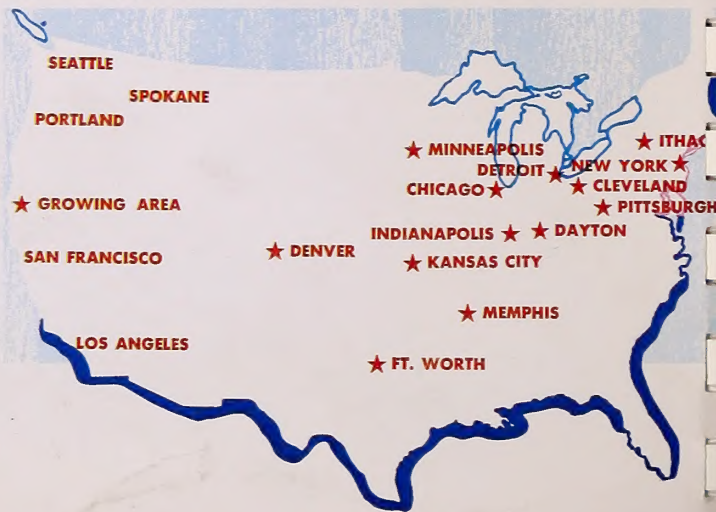 SEATTLE
SPOKANE
PORTLAND
★ ITHAC
★ MINNEAPOLIS
DETROIT ★
NEW YORK ★
CHICAGO ★
★ CLEVELAND
★ GROWING AREA
★ PITTSBURGH
INDIANAPOLIS ★
★ DAYTON
SAN FRANCISCO
★ DENVER
★ KANSAS CITY
★ MEMPHIS
LOS ANGELES
★ FT. WORTH